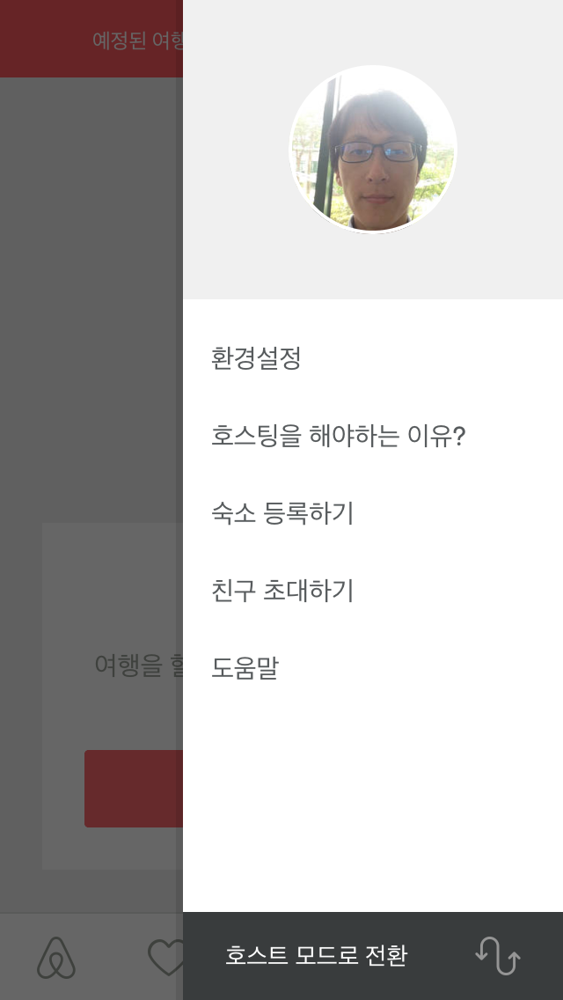 예정된 여행
환경설정
호스팅을 해야하는 이유?
숙소 등록하기
친구 초대하기
여행을 할
도움말
호스트 모드로 전환